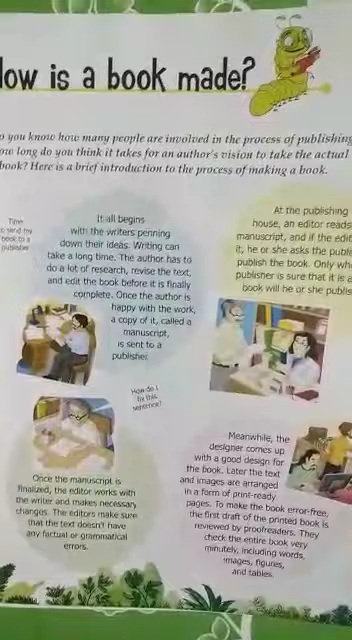 ow is a book made?
o you know how many people are involved in the process of publishing
ow long do you think it takes for an author's vision to take the actual
book? Here is a brief introduction to the process of making a book.
Time
to send my
book to a
publisher
It all begins
with the writers penning
down their ideas. Writing can
take a long time. The author has to
do a lot of research, revise the text,
and edit the book before it is finally
complete. Once the author is
happy with the work,
a copy of it, called a
manuscript,
is sent to a
publisher.
At the publishing
house, an editor reads
manuscript, and if the edit
it, he or she asks the publi
publish the book. Only wh
publisher is sure that it is a
book will he or she publis
How do I
fix this
sentence?
Once the manuscript is
finalized, the editor works with
the writer and makes necessary
changes. The editors make sure
that the text doesn't have
any factual or grammatical
errors.
Meanwhile, the
designer comes up
with a good design for
the book. Later the text
and images are arranged
in a form of print-ready
pages. To make the book error-free,
the first draft of the printed book is
reviewed by proofreaders. They
check the entire book very
minutely, including words,
images, figures,
and tables.